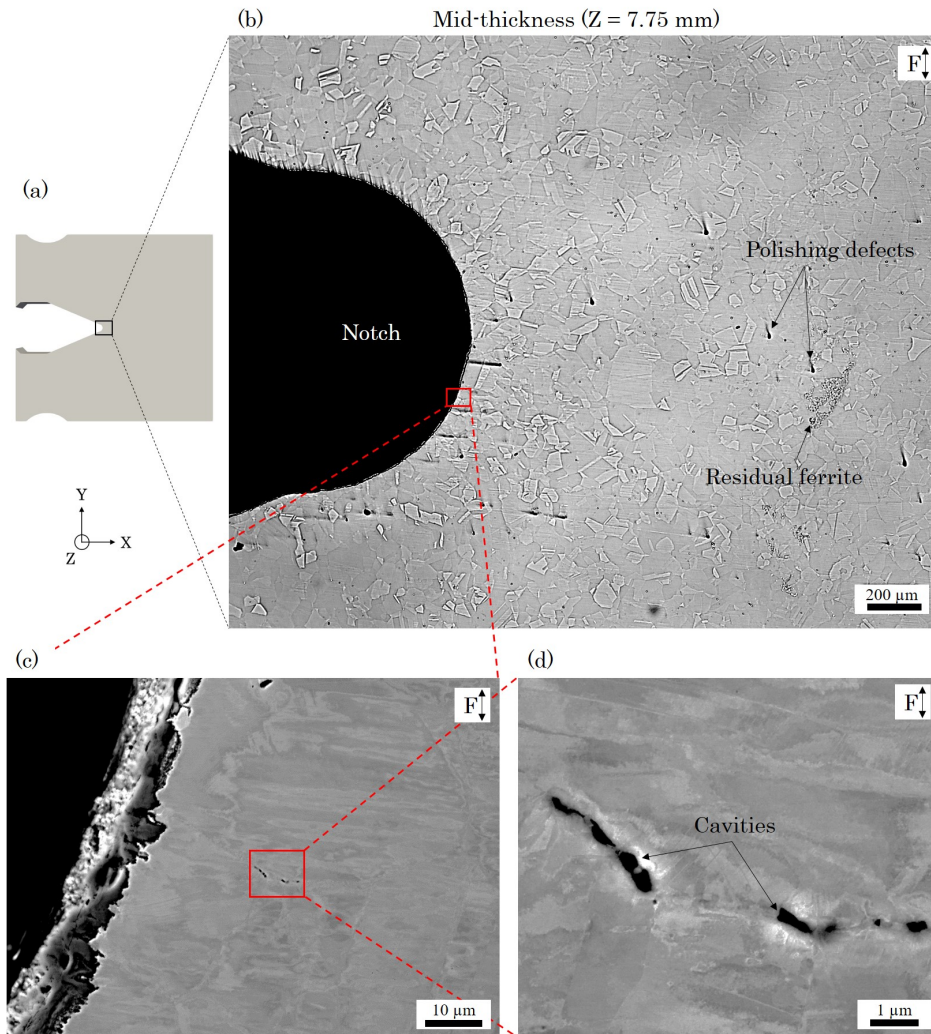 (b)
Mid-thickness (Z = 7.75 mm)
F
(a)
Polishing defects
Notch
Residual ferrite
Y
X
Z
200 µm
(c)
(d)
F
F
Cavities
10 µm
1 µm